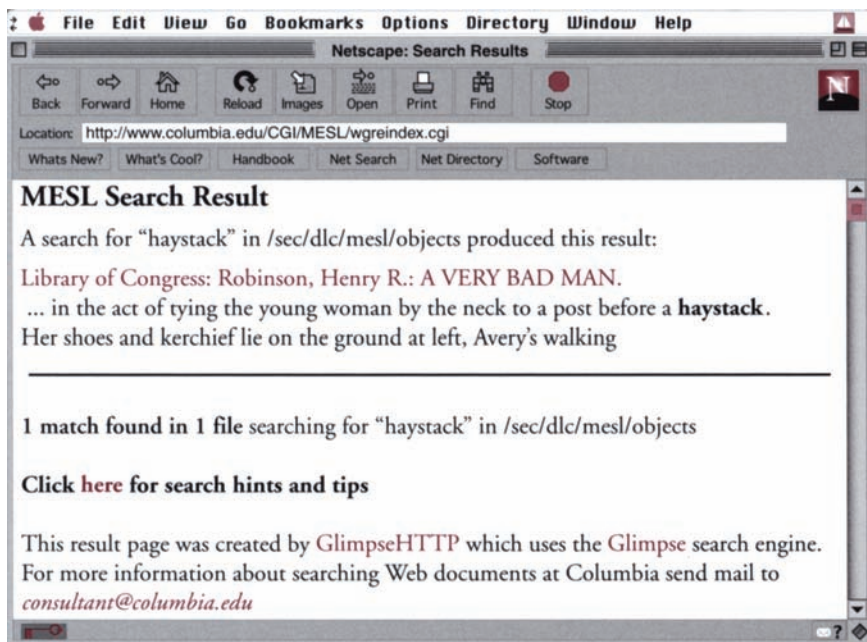 File Edit View Go Bookmarks Options Directory Window Help
Netscape: Search Results
Back Forward Home Reload Images Open Print Find Stop
N
Location: http://www.columbia.edu/CGI/MESL/wgreindex.cgi
Whats New? What's Cool? Handbook Net Search Net Directory Software
MESL Search Result
A search for “haystack” in /sec/dlc/mesl/objects produced this result:
Library of Congress: Robinson, Henry R.: A VERY BAD MAN.
... in the act of tying the young woman by the neck to a post before a haystack.
Her shoes and kerchief lie on the ground at left, Avery’s walking
1 match found in 1 file searching for “haystack” in /sec/dlc/mesl/objects
Click here for search hints and tips
This result page was created by GlimpseHTTP which uses the Glimpse search engine.
For more information about searching Web documents at Columbia send mail to
consultant@columbia.edu
?